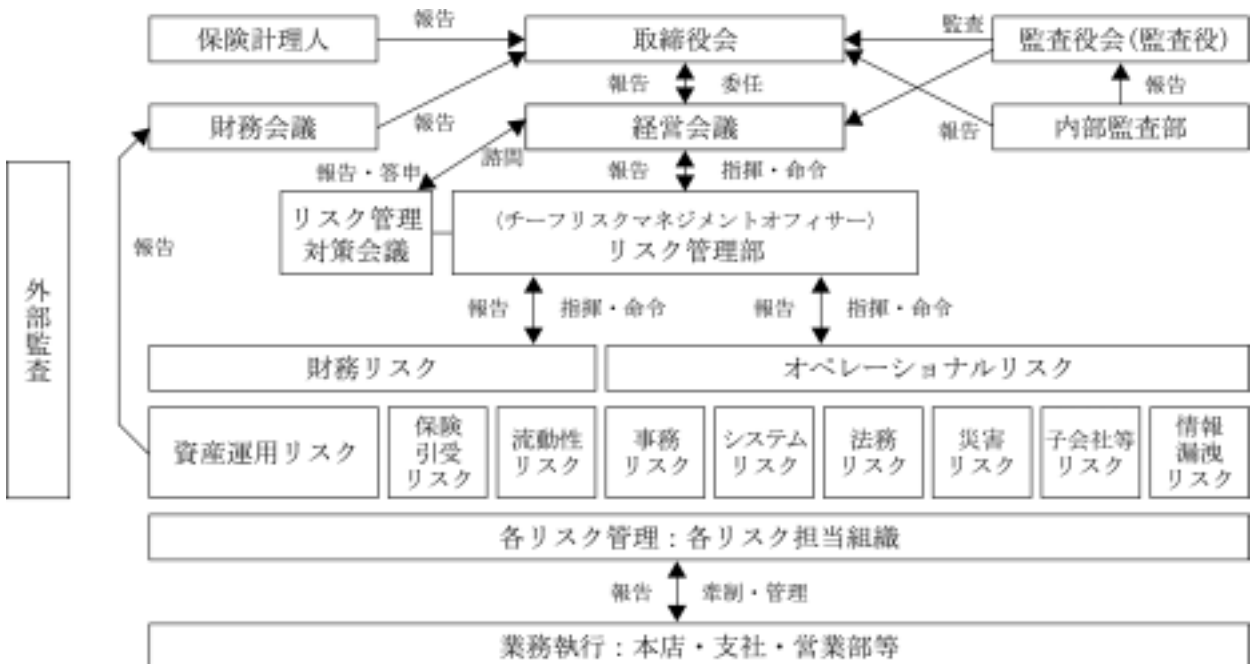 報告
保険計理人
取締役会
監査
監査役会(監査役)
報告
委任
報告
財務会議
報告
経営会議
報告
内部監査部
諮問
報告・答申
報告
指揮・命令
リスク管理
対策会議
(チーフリスクマネジメントオフィサー)
リスク管理部
報告
外部監査
報告
指揮・命令
報告
指揮・命令
財務リスク
オペレーショナルリスク
資産運用リスク
保険
引受
リスク
流動性
リスク
事務
リスク
システム
リスク
法務
リスク
災害
リスク
子会社等
リスク
情報
漏洩
リスク
各リスク管理：各リスク担当組織
報告
牽制・管理
業務執行：本店・支社・営業部等